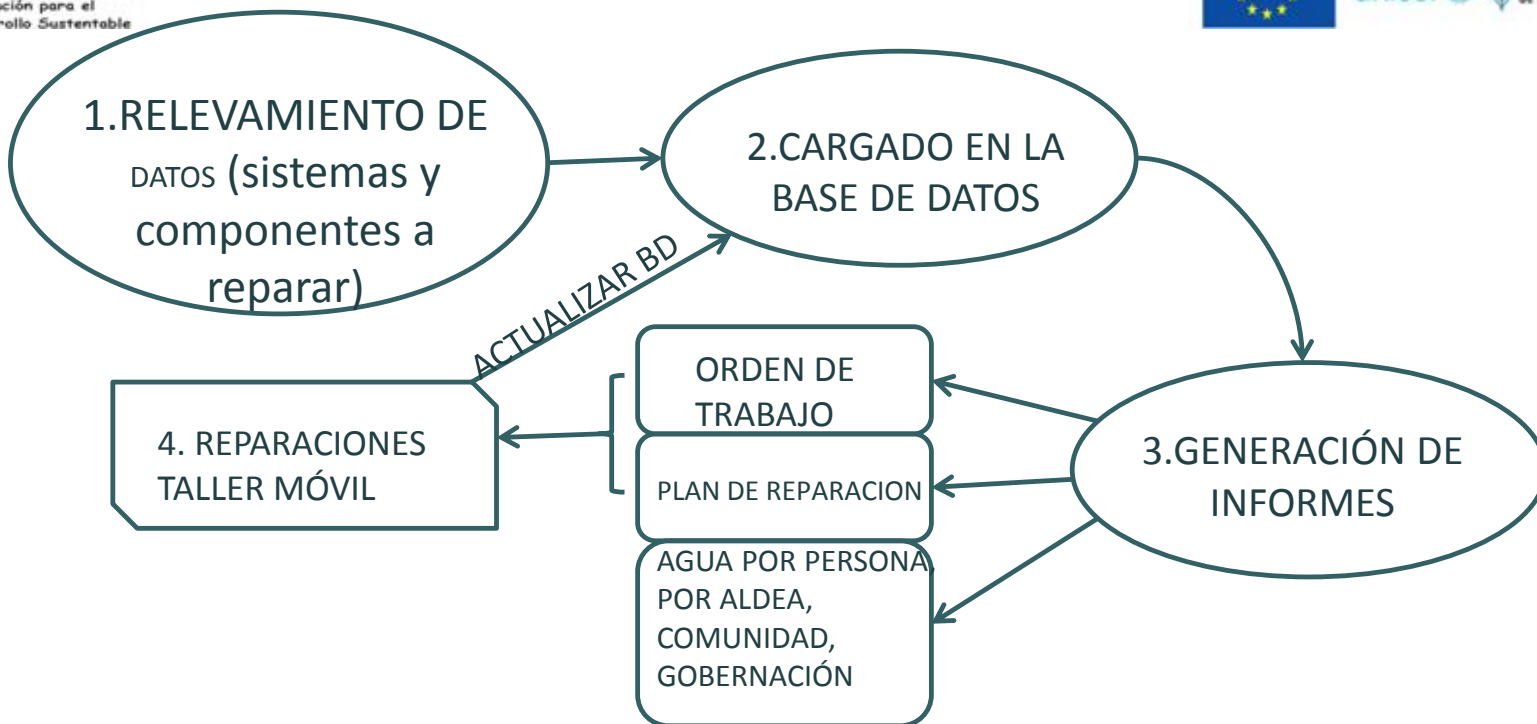 ción para el
rollo Sustentable
1.RELEVAMIENTO DE
DATOS (sistemas y
componentes a
reparar)
2.CARGADO EN LA
BASE DE DATOS
ACTUALIZAR BD
ORDEN DE
TRABAJO
4. REPARACIONES
TALLER MÓVIL
PLAN DE REPARACION
3.GENERACIÓN DE
INFORMES
AGUA POR PERSONA,
POR ALDEA,
COMUNIDAD,
GOBERNACIÓN